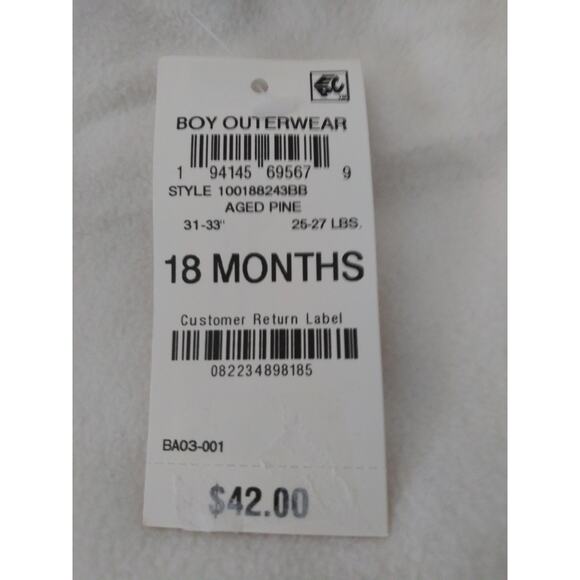 BOY OUTERWEAR
1 94145 69567 9
STYLE 100188243BB
AGED PINE
31-33" 25-27 LBS.
18 MONTHS
Customer Return Label
082234898185
BA03-001
$42.00